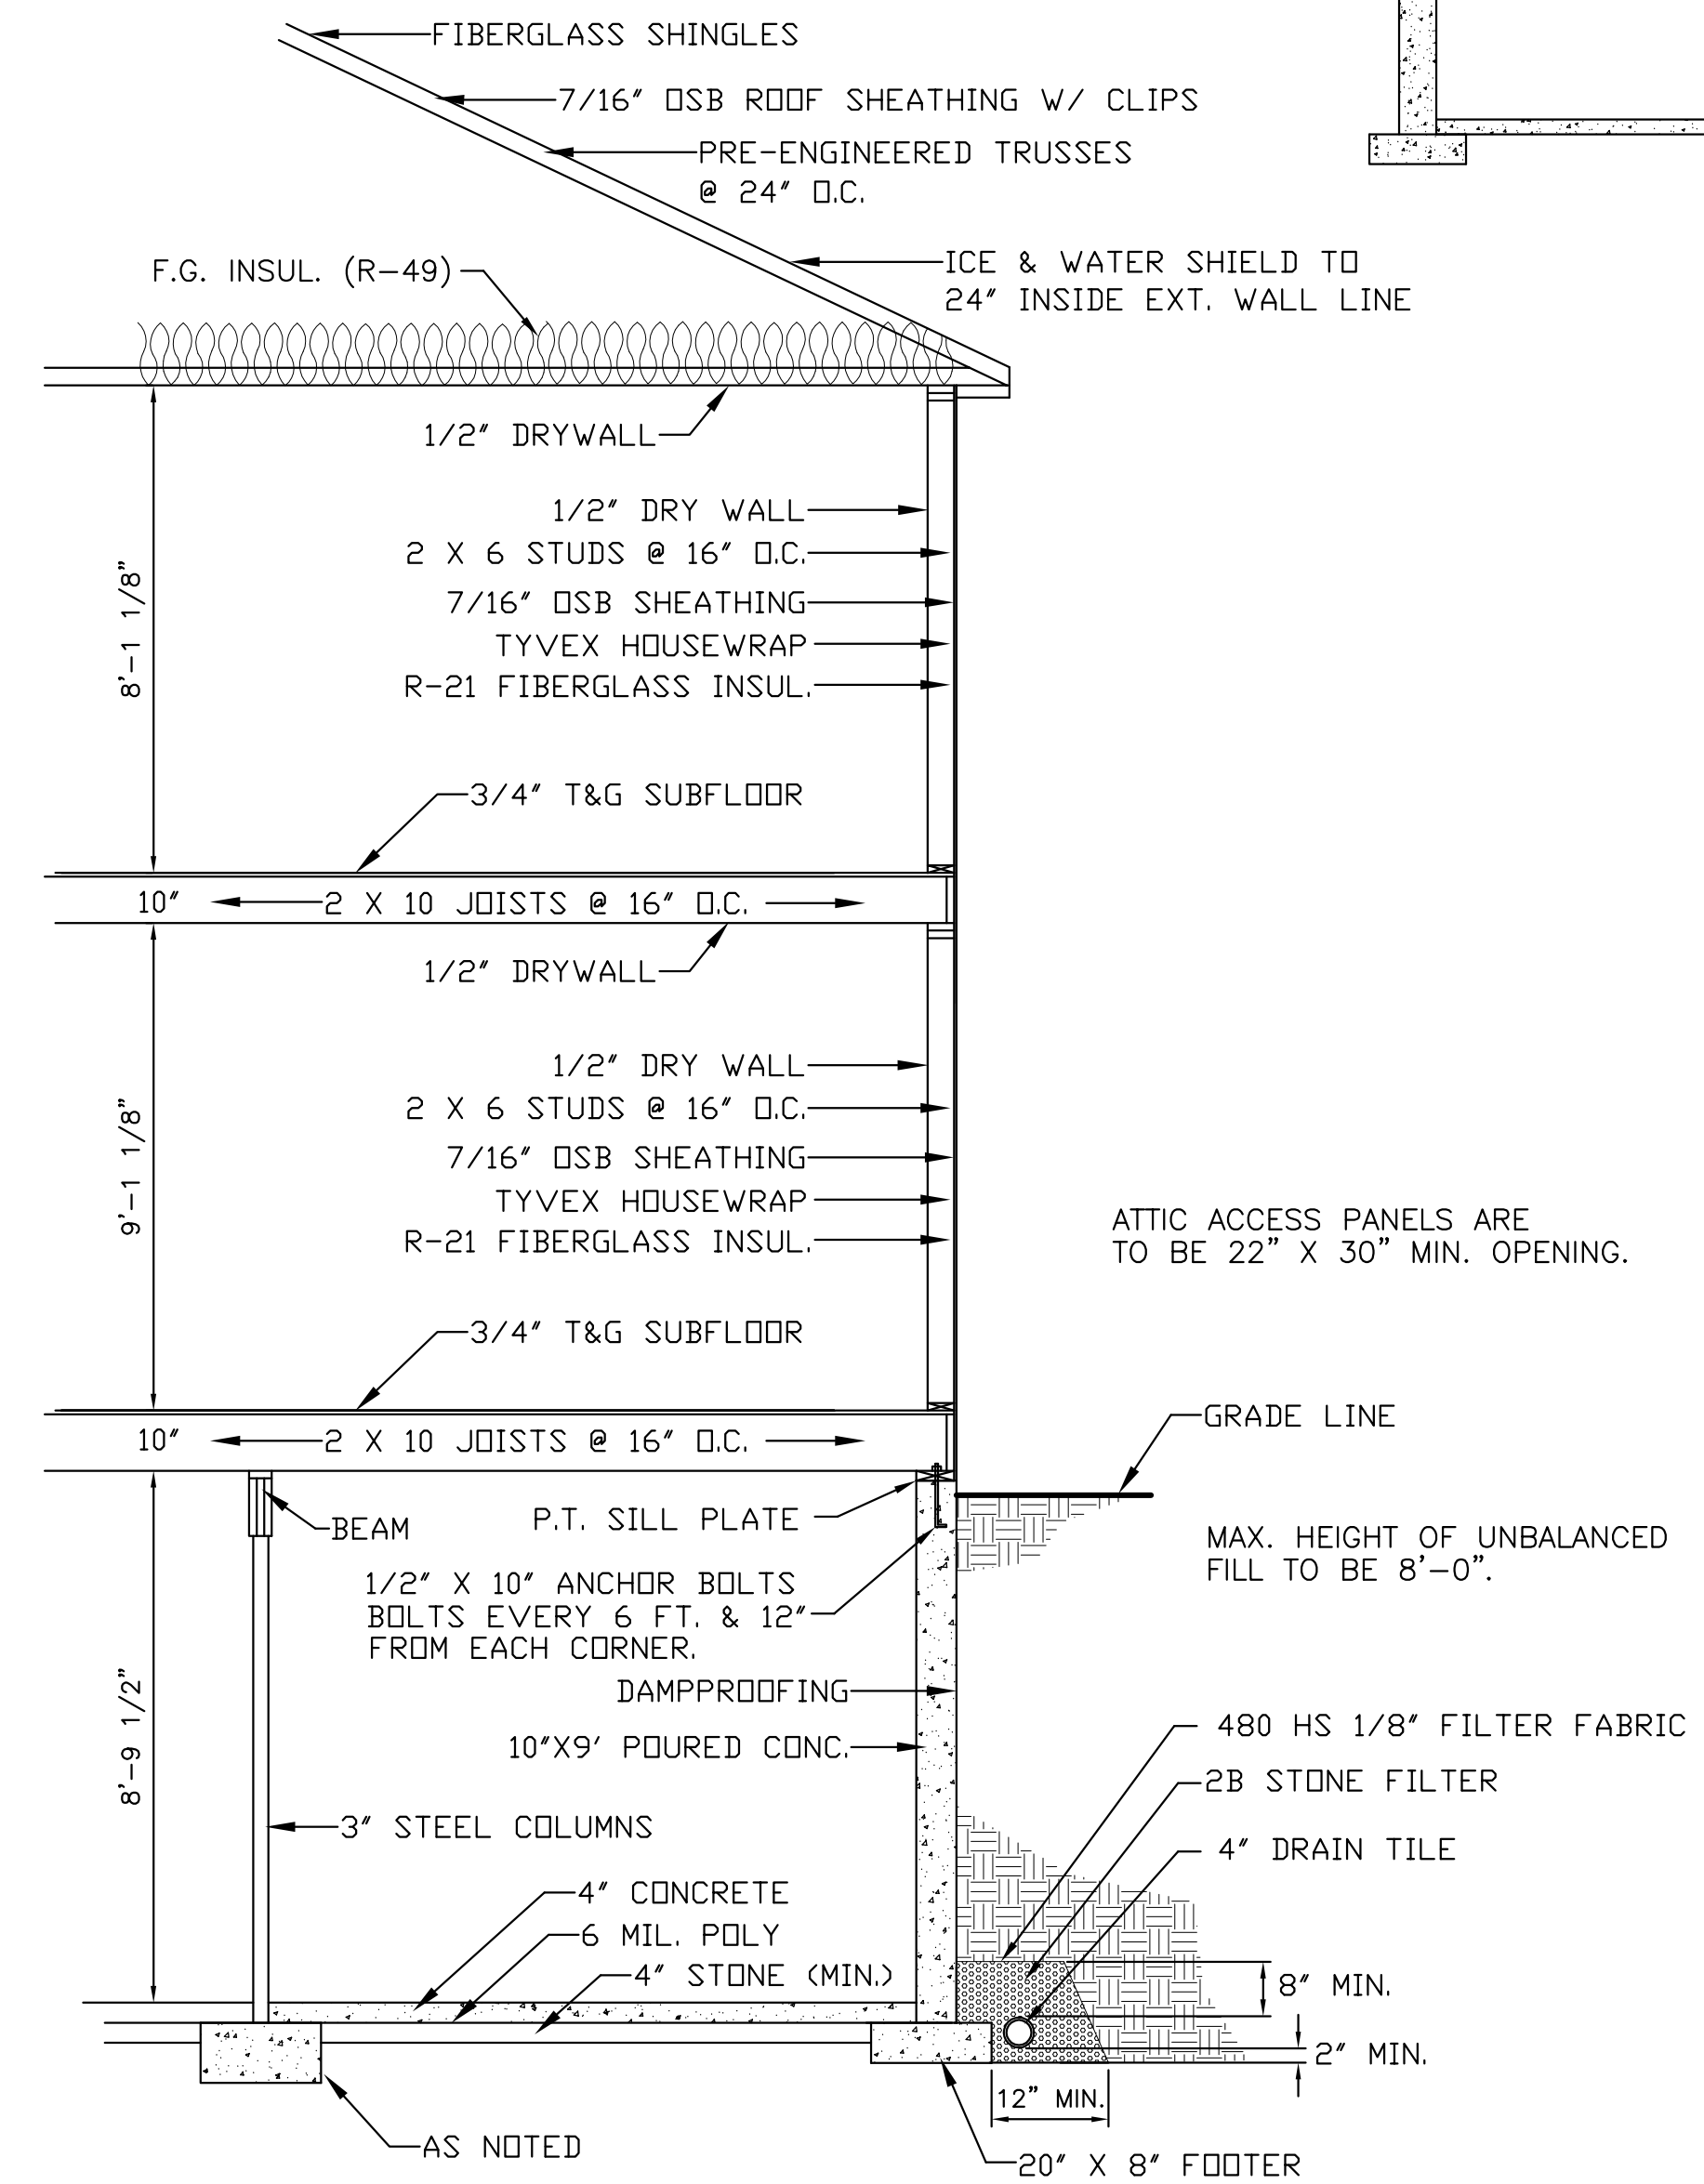 FIBERGLASS SHINGLES
7/16" OSB ROOF SHEATHING W/ CLIPS
PRE-ENGINEERED TRUSSES
@ 24" O.C.
ICE & WATER SHIELD TO
24" INSIDE EXT. WALL LINE
F.G. INSUL. (R-49)
1/2" DRYWALL
8'-1 1/8"
1/2" DRY WALL
2 X 6 STUDS @ 16" O.C.
7/16" OSB SHEATHING
TYVEX HOUSEWRAP
R-21 FIBERGLASS INSUL.
3/4" T&G SUBFLOOR
10"
2 X 10 JOISTS @ 16" O.C.
1/2" DRYWALL
9'-1 1/8"
1/2" DRY WALL
2 X 6 STUDS @ 16" O.C.
7/16" OSB SHEATHING
TYVEX HOUSEWRAP
R-21 FIBERGLASS INSUL.
ATTIC ACCESS PANELS ARE
TO BE 22" X 30" MIN. OPENING.
3/4" T&G SUBFLOOR
GRADE LINE
10"
2 X 10 JOISTS @ 16" O.C.
BEAM
P.T. SILL PLATE
MAX. HEIGHT OF UNBALANCED
FILL TO BE 8'-0".
1/2" X 10" ANCHOR BOLTS
BOLTS EVERY 6 FT. & 12"
FROM EACH CORNER.
DAMPPROOFING
8'-9 1/2"
10"X9' POURED CONC.
480 HS 1/8" FILTER FABRIC
2B STONE FILTER
3" STEEL COLUMNS
4" DRAIN TILE
4" CONCRETE
6 MIL. POLY
4" STONE (MIN.)
8" MIN.
2" MIN.
12" MIN.
AS NOTED
20" X 8" FOOTER